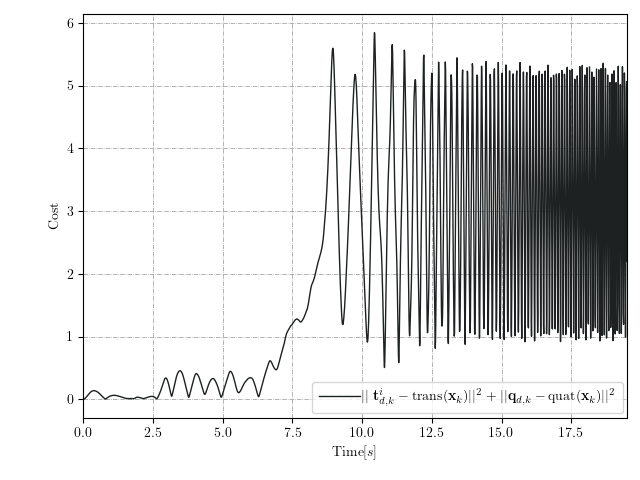 6
5
4
3
2
1
0
Cost
0.0 2.5 5.0 7.5 10.0 12.5 15.0 17.5
Time[s]
|| t^i_{d,k} − trans(x_k)||^2 + ||q_{d,k} − quat(x_k)||^2